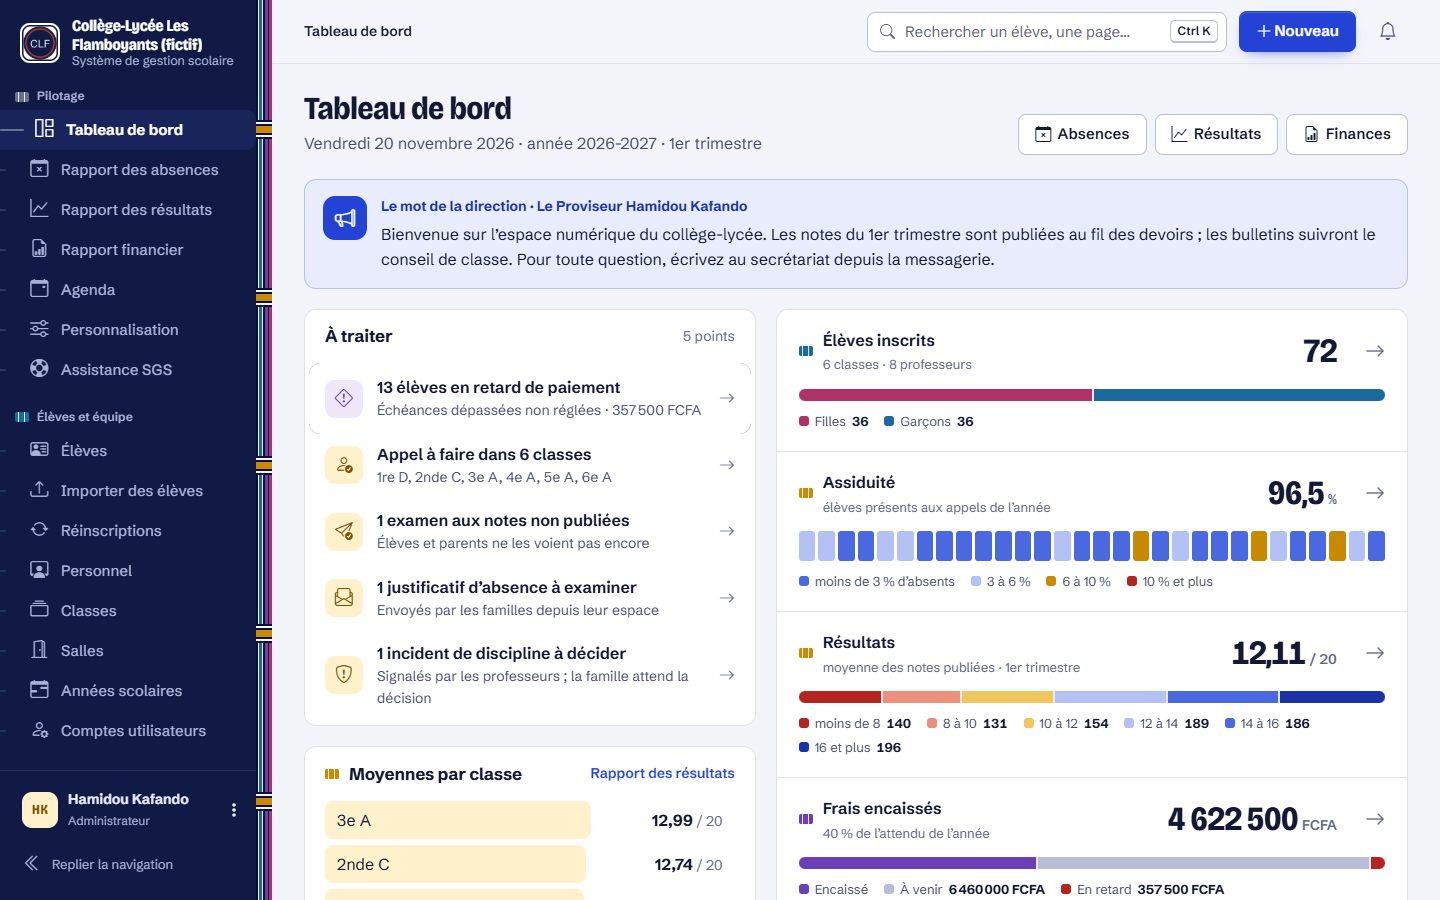 CLF
Collège-Lycée Les
Flamboyants (fictif)
Système de gestion scolaire
Pilotage
Tableau de bord
Rapport des absences
Rapport des résultats
Rapport financier
Agenda
Personnalisation
Assistance SGS
Élèves et équipe
Élèves
Importer des élèves
Réinscriptions
Personnel
Classes
Salles
Années scolaires
Comptes utilisateurs
HK
Hamidou Kafando
Administrateur
Replier la navigation
Tableau de bord
Rechercher un élève, une page...
Ctrl K
Nouveau
Tableau de bord
Vendredi 20 novembre 2026 · année 2026-2027 · 1er trimestre
Absences
Résultats
Finances
Le mot de la direction · Le Proviseur Hamidou Kafando
Bienvenue sur l’espace numérique du collège-lycée. Les notes du 1er trimestre sont publiées au fil des devoirs ; les bulletins suivront le
conseil de classe. Pour toute question, écrivez au secrétariat depuis la messagerie.
À traiter
5 points
13 élèves en retard de paiement
Échéances dépassées non réglées · 357 500 FCFA
Appel à faire dans 6 classes
1re D, 2nde C, 3e A, 4e A, 5e A, 6e A
1 examen aux notes non publiées
Élèves et parents ne les voient pas encore
1 justificatif d’absence à examiner
Envoyés par les familles depuis leur espace
1 incident de discipline à décider
Signalés par les professeurs ; la famille attend la
décision
Moyennes par classe
Rapport des résultats
3e A 12,99 / 20
2nde C 12,74 / 20
Élèves inscrits
6 classes · 8 professeurs
72
Filles 36 Garçons 36
Assiduité
élèves présents aux appels de l’année
96,5 %
moins de 3 % d’absents 3 à 6 % 6 à 10 % 10 % et plus
Résultats
moyenne des notes publiées · 1er trimestre
12,11 / 20
moins de 8 140 8 à 10 131 10 à 12 154 12 à 14 189 14 à 16 186
16 et plus 196
Frais encaissés
40 % de l’attendu de l’année
4 622 500 FCFA
Encaissé À venir 6 460 000 FCFA En retard 357 500 FCFA